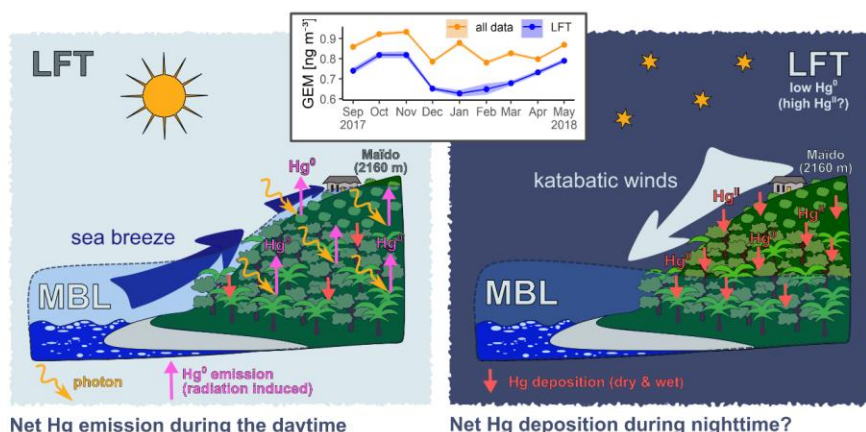 all data
LFT
GEM [ng m⁻³]
0.9
0.8
0.7
0.6
Sep
2017
Oct
Nov
Dec
Jan
Feb
Mar
Apr
May
2018
LFT
Hg⁰
Maïdo
(2160 m)
sea breeze
Hg⁰
Hg⁰
MBL
photon
Hg⁰ emission
(radiation induced)
Net Hg emission during the daytime
LFT
low Hg⁰
(high Hgᴵᴵ?)
Maïdo
(2160 m)
katabatic winds
Hgᴵᴵ
Hgᴵᴵ
Hgᴵᴵ
Hgᴵᴵ
Hgᴵᴵ
MBL
Hg deposition (dry & wet)
Net Hg deposition during nighttime?